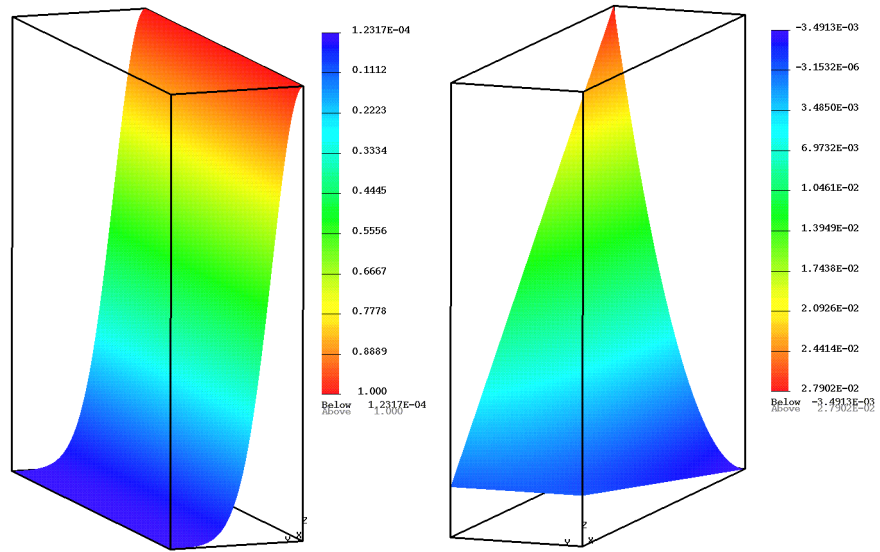 1.2317E-04
0.1112
0.2223
0.3334
0.4445
0.5556
0.6667
0.7778
0.8889
1.000
Below 1.2317E-04
Above 1.000
Z
Y X
-3.4913E-03
-3.1532E-06
3.4850E-03
6.9732E-03
1.0461E-02
1.3949E-02
1.7438E-02
2.0926E-02
2.4414E-02
2.7902E-02
Below -3.4913E-03
Above 2.7902E-02
Z
Y X